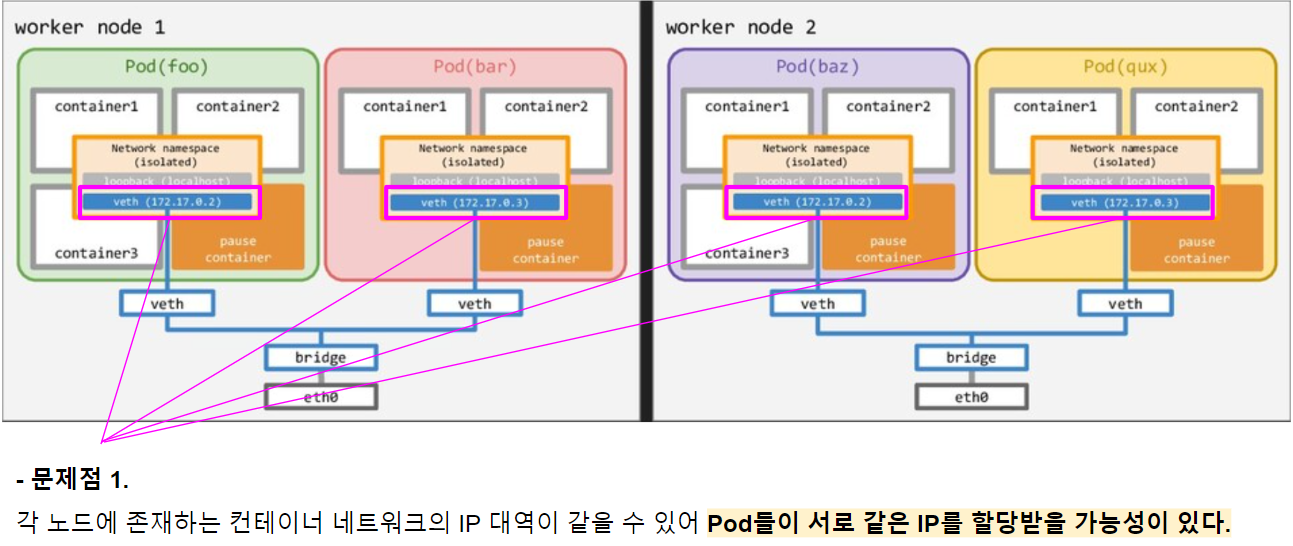 worker node 1
Pod(foo)
container1
container2
Network namespace
(isolated)
loopback (localhost)
veth (172.17.0.2)
container3
pause
container
veth
Pod(bar)
container1
container2
Network namespace
(isolated)
loopback (localhost)
veth (172.17.0.3)
pause
container
veth
bridge
eth0
worker node 2
Pod(baz)
container1
container2
Network namespace
(isolated)
loopback (localhost)
veth (172.17.0.2)
container3
pause
container
veth
Pod(qux)
container1
container2
Network namespace
(isolated)
loopback (localhost)
veth (172.17.0.3)
pause
container
veth
bridge
eth0
- 문제점 1.
각 노드에 존재하는 컨테이너 네트워크의 IP 대역이 같을 수 있어 Pod들이 서로 같은 IP를 할당받을 가능성이 있다.